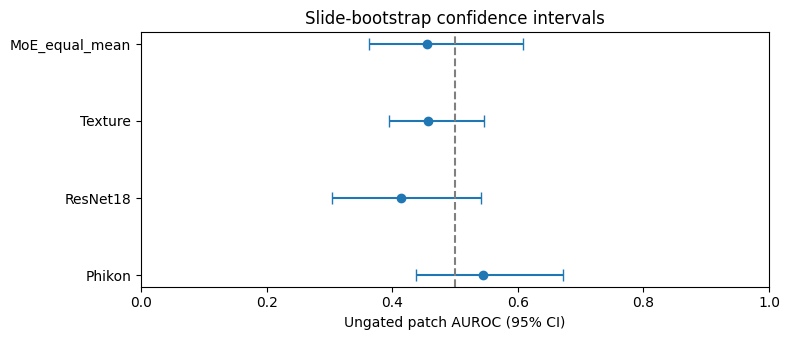 Slide-bootstrap confidence intervals
MoE_equal_mean
Texture
ResNet18
Phikon
0.0 0.2 0.4 0.6 0.8 1.0
Ungated patch AUROC (95% CI)